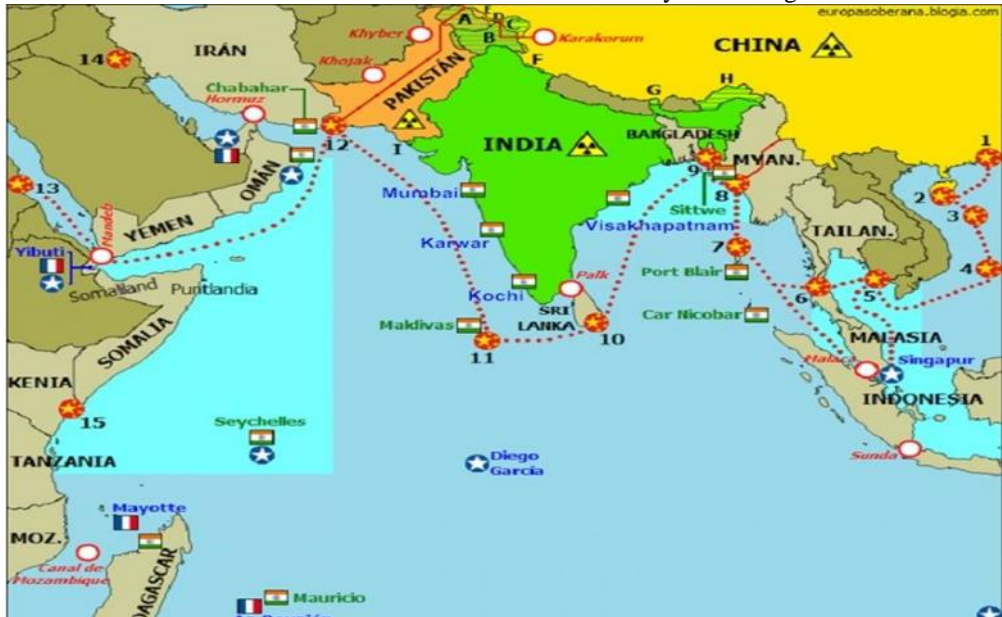 europasoberana.blogia.com
A
B
C
D
E
F
Khyber
Karakorum
CHINA
IRÁN
14
Khojak
Chabahar
Hormuz
PAKISTÁN
G
H
INDIA
BANGLADESH
12
I
OMÁN
MYAN.
1
9
8
Sittwe
2
3
13
YEMEN
Mandeb
Mumbai
Visakhapatnam
TAILAN.
Karwar
7
Yibuti
Port Blair
4
Somaliland
Puntlandia
Kochi
Palk
6
5
SRI
LANKA
Maldivas
10
Car Nicobar
MALASIA
SOMALIA
11
Malaca
Singapur
KENIA
INDONESIA
15
Seychelles
TANZANIA
Diego
García
Sunda
Mayotte
MOZ.
Canal de
Mozambique
DAGASCAR
Mauricio